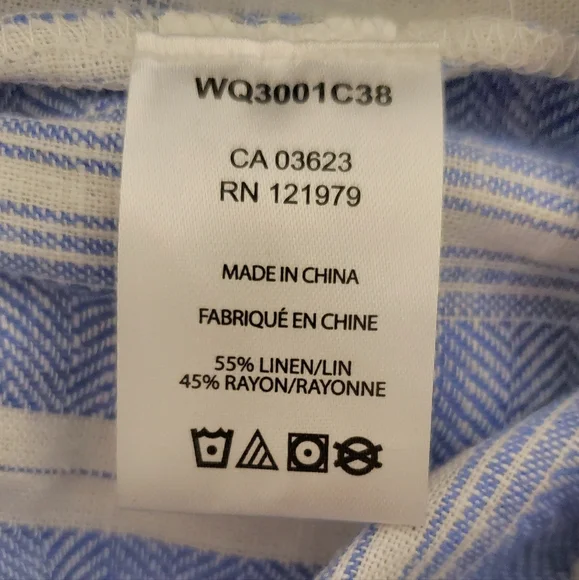 WQ3001C38
CA 03623
RN 121979
MADE IN CHINA
FABRIQUÉ EN CHINE
55% LINEN/LIN
45% RAYON/RAYONNE